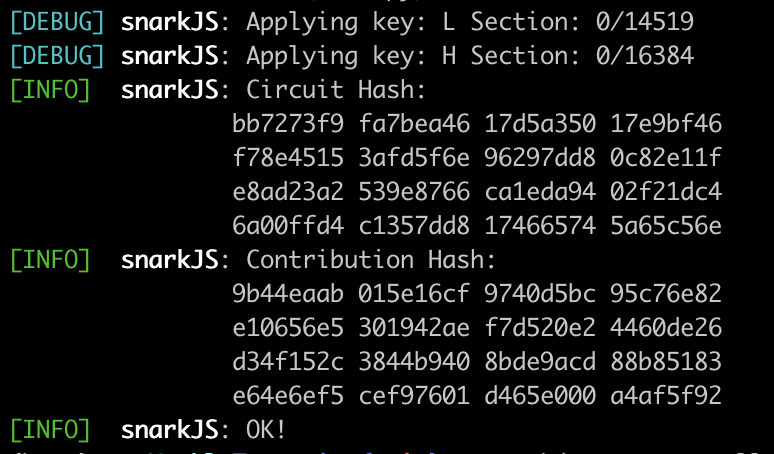 [DEBUG] snarkJS: Applying key: L Section: 0/14519
[DEBUG] snarkJS: Applying key: H Section: 0/16384
[INFO] snarkJS: Circuit Hash:
bb7273f9 fa7bea46 17d5a350 17e9bf46
f78e4515 3afd5f6e 96297dd8 0c82e11f
e8ad23a2 539e8766 ca1eda94 02f21dc4
6a00ffd4 c1357dd8 17466574 5a65c56e
[INFO] snarkJS: Contribution Hash:
9b44eaab 015e16cf 9740d5bc 95c76e82
e10656e5 301942ae f7d520e2 4460de26
d34f152c 3844b940 8bde9acd 88b85183
e64e6ef5 cef97601 d465e000 a4af5f92
[INFO] snarkJS: OK!